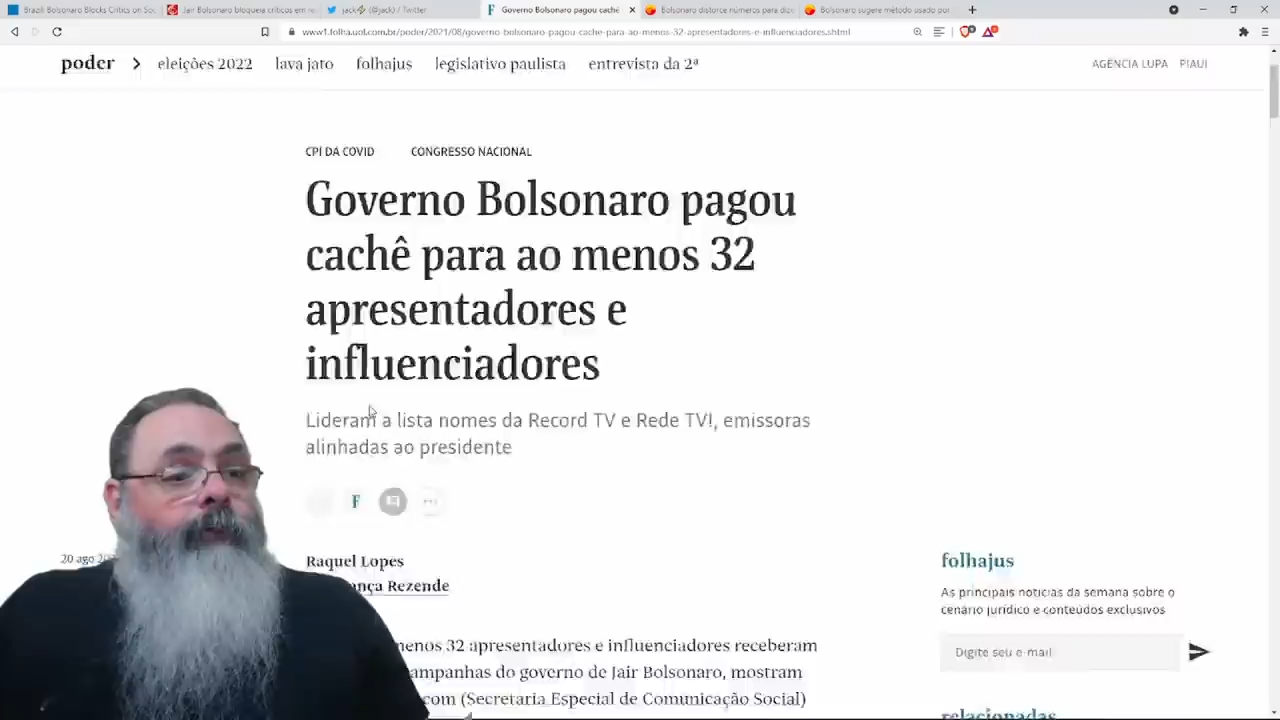 Brazil Bolsonaro Blocks Critics on Soc
Jair Bolsonaro bloqueia críticos em re
jack⚡ (@jack) / Twitter
Governo Bolsonaro pagou cachê
Bolsonaro distorce números para dize
Bolsonaro sugere método usado por
www1.folha.uol.com.br/poder/2021/08/governo-bolsonaro-pagou-cache-para-ao-menos-32-apresentadores-e-influenciadores.shtml
poder > eleições 2022 lava jato folhajus legislativo paulista entrevista da 2ª
AGÊNCIA LUPA PIAUÍ
CPI DA COVID CONGRESSO NACIONAL
Governo Bolsonaro pagou
cachê para ao menos 32
apresentadores e
influenciadores
Lideram a lista nomes da Record TV e Rede TV!, emissoras
alinhadas ao presidente
F
20 ago
Raquel Lopes
nça Rezende
menos 32 apresentadores e influenciadores receberam
ampanhas do governo de Jair Bolsonaro, mostram
com (Secretaria Especial de Comunicação Social)
folhajus
As principais notícias da semana sobre o
cenário jurídico e conteúdos exclusivos
Digite seu e-mail
relacionadas